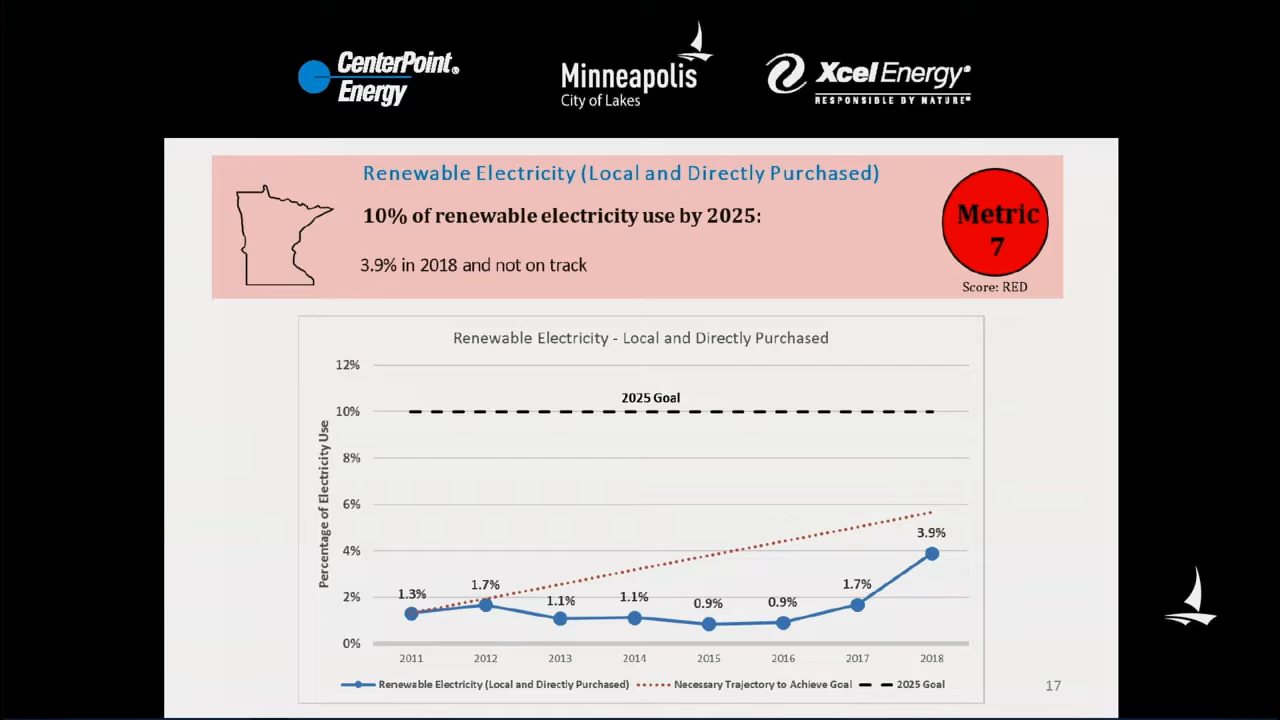 CenterPoint®
Energy
Minneapolis
City of Lakes
Xcel Energy®
RESPONSIBLE BY NATURE®
Renewable Electricity (Local and Directly Purchased)
10% of renewable electricity use by 2025:
3.9% in 2018 and not on track
Metric
7
Score: RED
Renewable Electricity - Local and Directly Purchased
12%
10%
8%
6%
4%
2%
0%
Percentage of Electricity Use
2025 Goal
1.3%
1.7%
1.1%
1.1%
0.9%
0.9%
1.7%
3.9%
2011 2012 2013 2014 2015 2016 2017 2018
Renewable Electricity (Local and Directly Purchased) Necessary Trajectory to Achieve Goal 2025 Goal
17